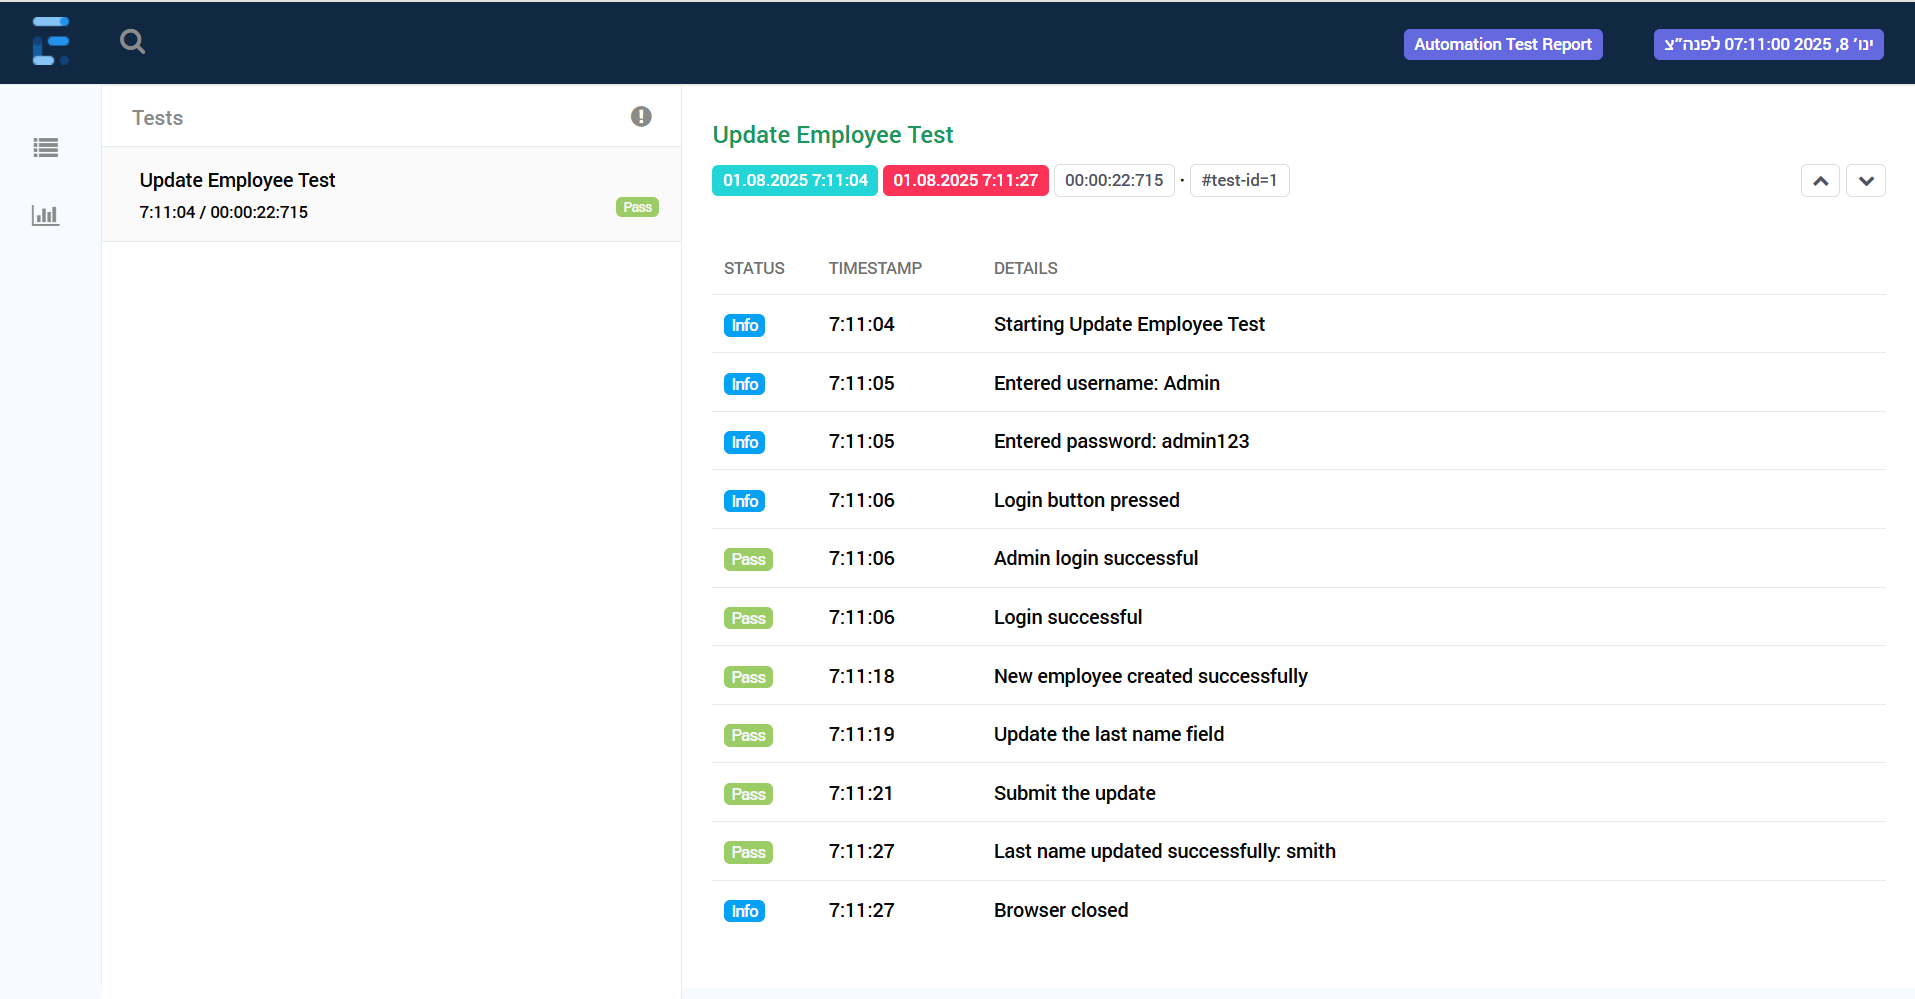 Automation Test Report
ינו׳ 8, 2025 07:11:00 לפנה״צ
Tests
Update Employee Test
7:11:04 / 00:00:22:715
Pass
Update Employee Test
01.08.2025 7:11:04 01.08.2025 7:11:27 00:00:22:715 · #test-id=1
STATUS TIMESTAMP DETAILS
Info 7:11:04 Starting Update Employee Test
Info 7:11:05 Entered username: Admin
Info 7:11:05 Entered password: admin123
Info 7:11:06 Login button pressed
Pass 7:11:06 Admin login successful
Pass 7:11:06 Login successful
Pass 7:11:18 New employee created successfully
Pass 7:11:19 Update the last name field
Pass 7:11:21 Submit the update
Pass 7:11:27 Last name updated successfully: smith
Info 7:11:27 Browser closed